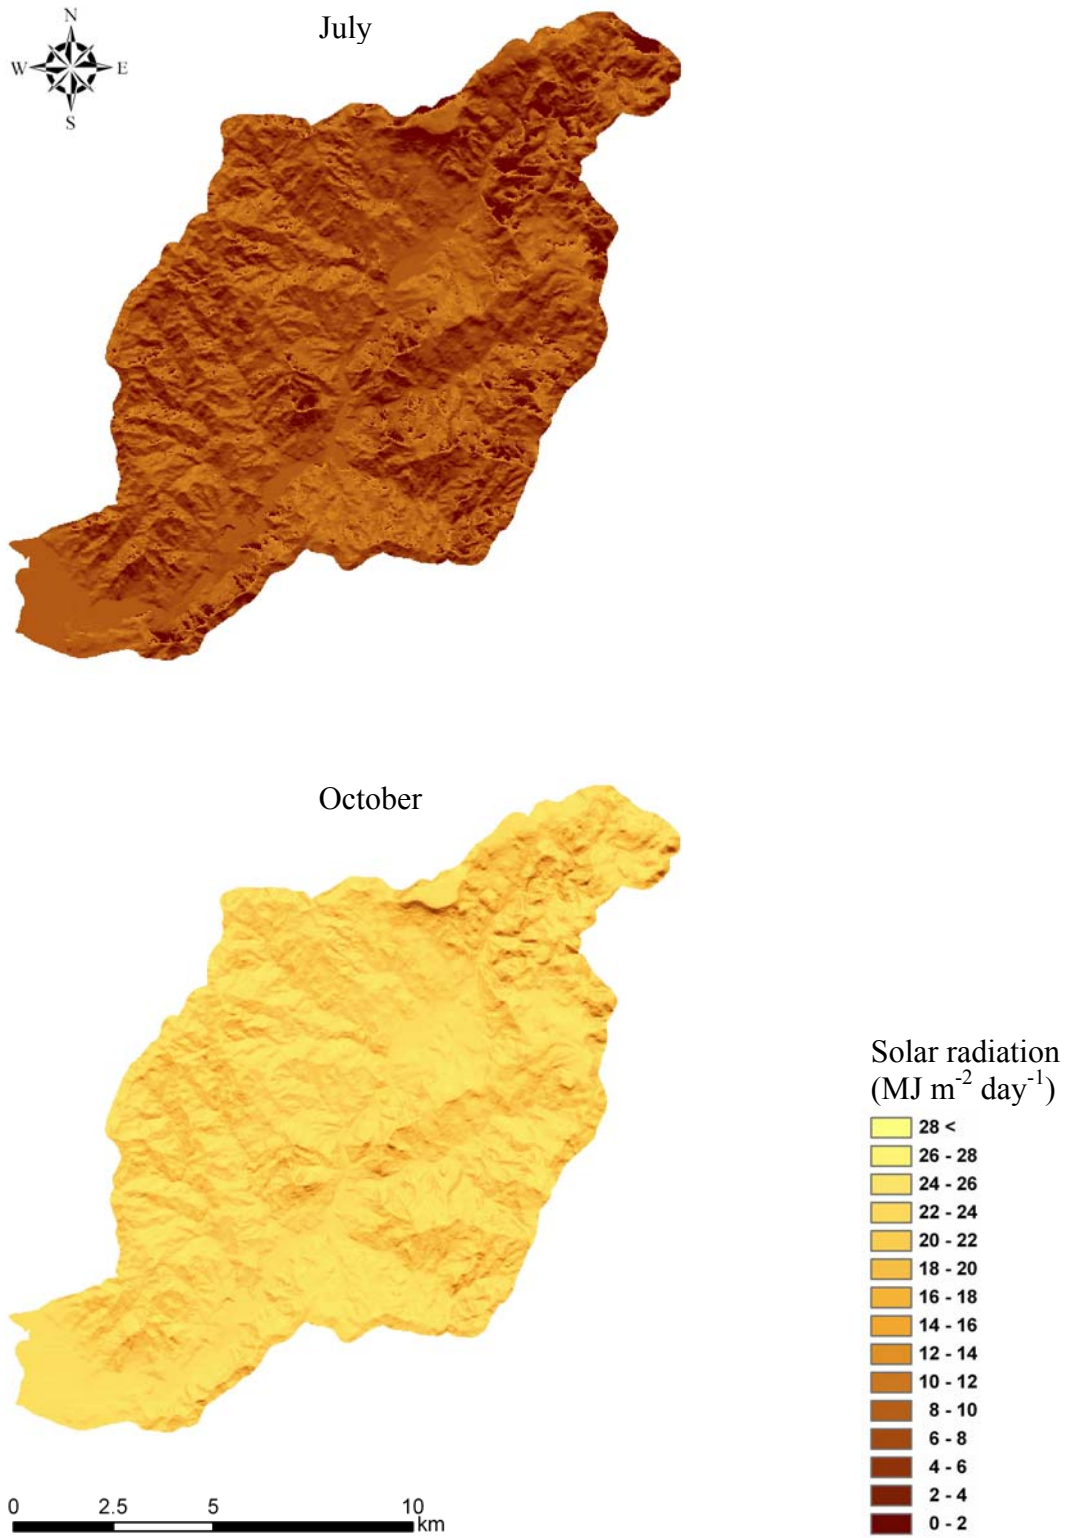 N
July
W E
S
October
Solar radiation
(MJ m⁻² day⁻¹)
28 <
26 - 28
24 - 26
22 - 24
20 - 22
18 - 20
16 - 18
14 - 16
12 - 14
10 - 12
8 - 10
6 - 8
4 - 6
2 - 4
0 - 2
0 2.5 5 10
km